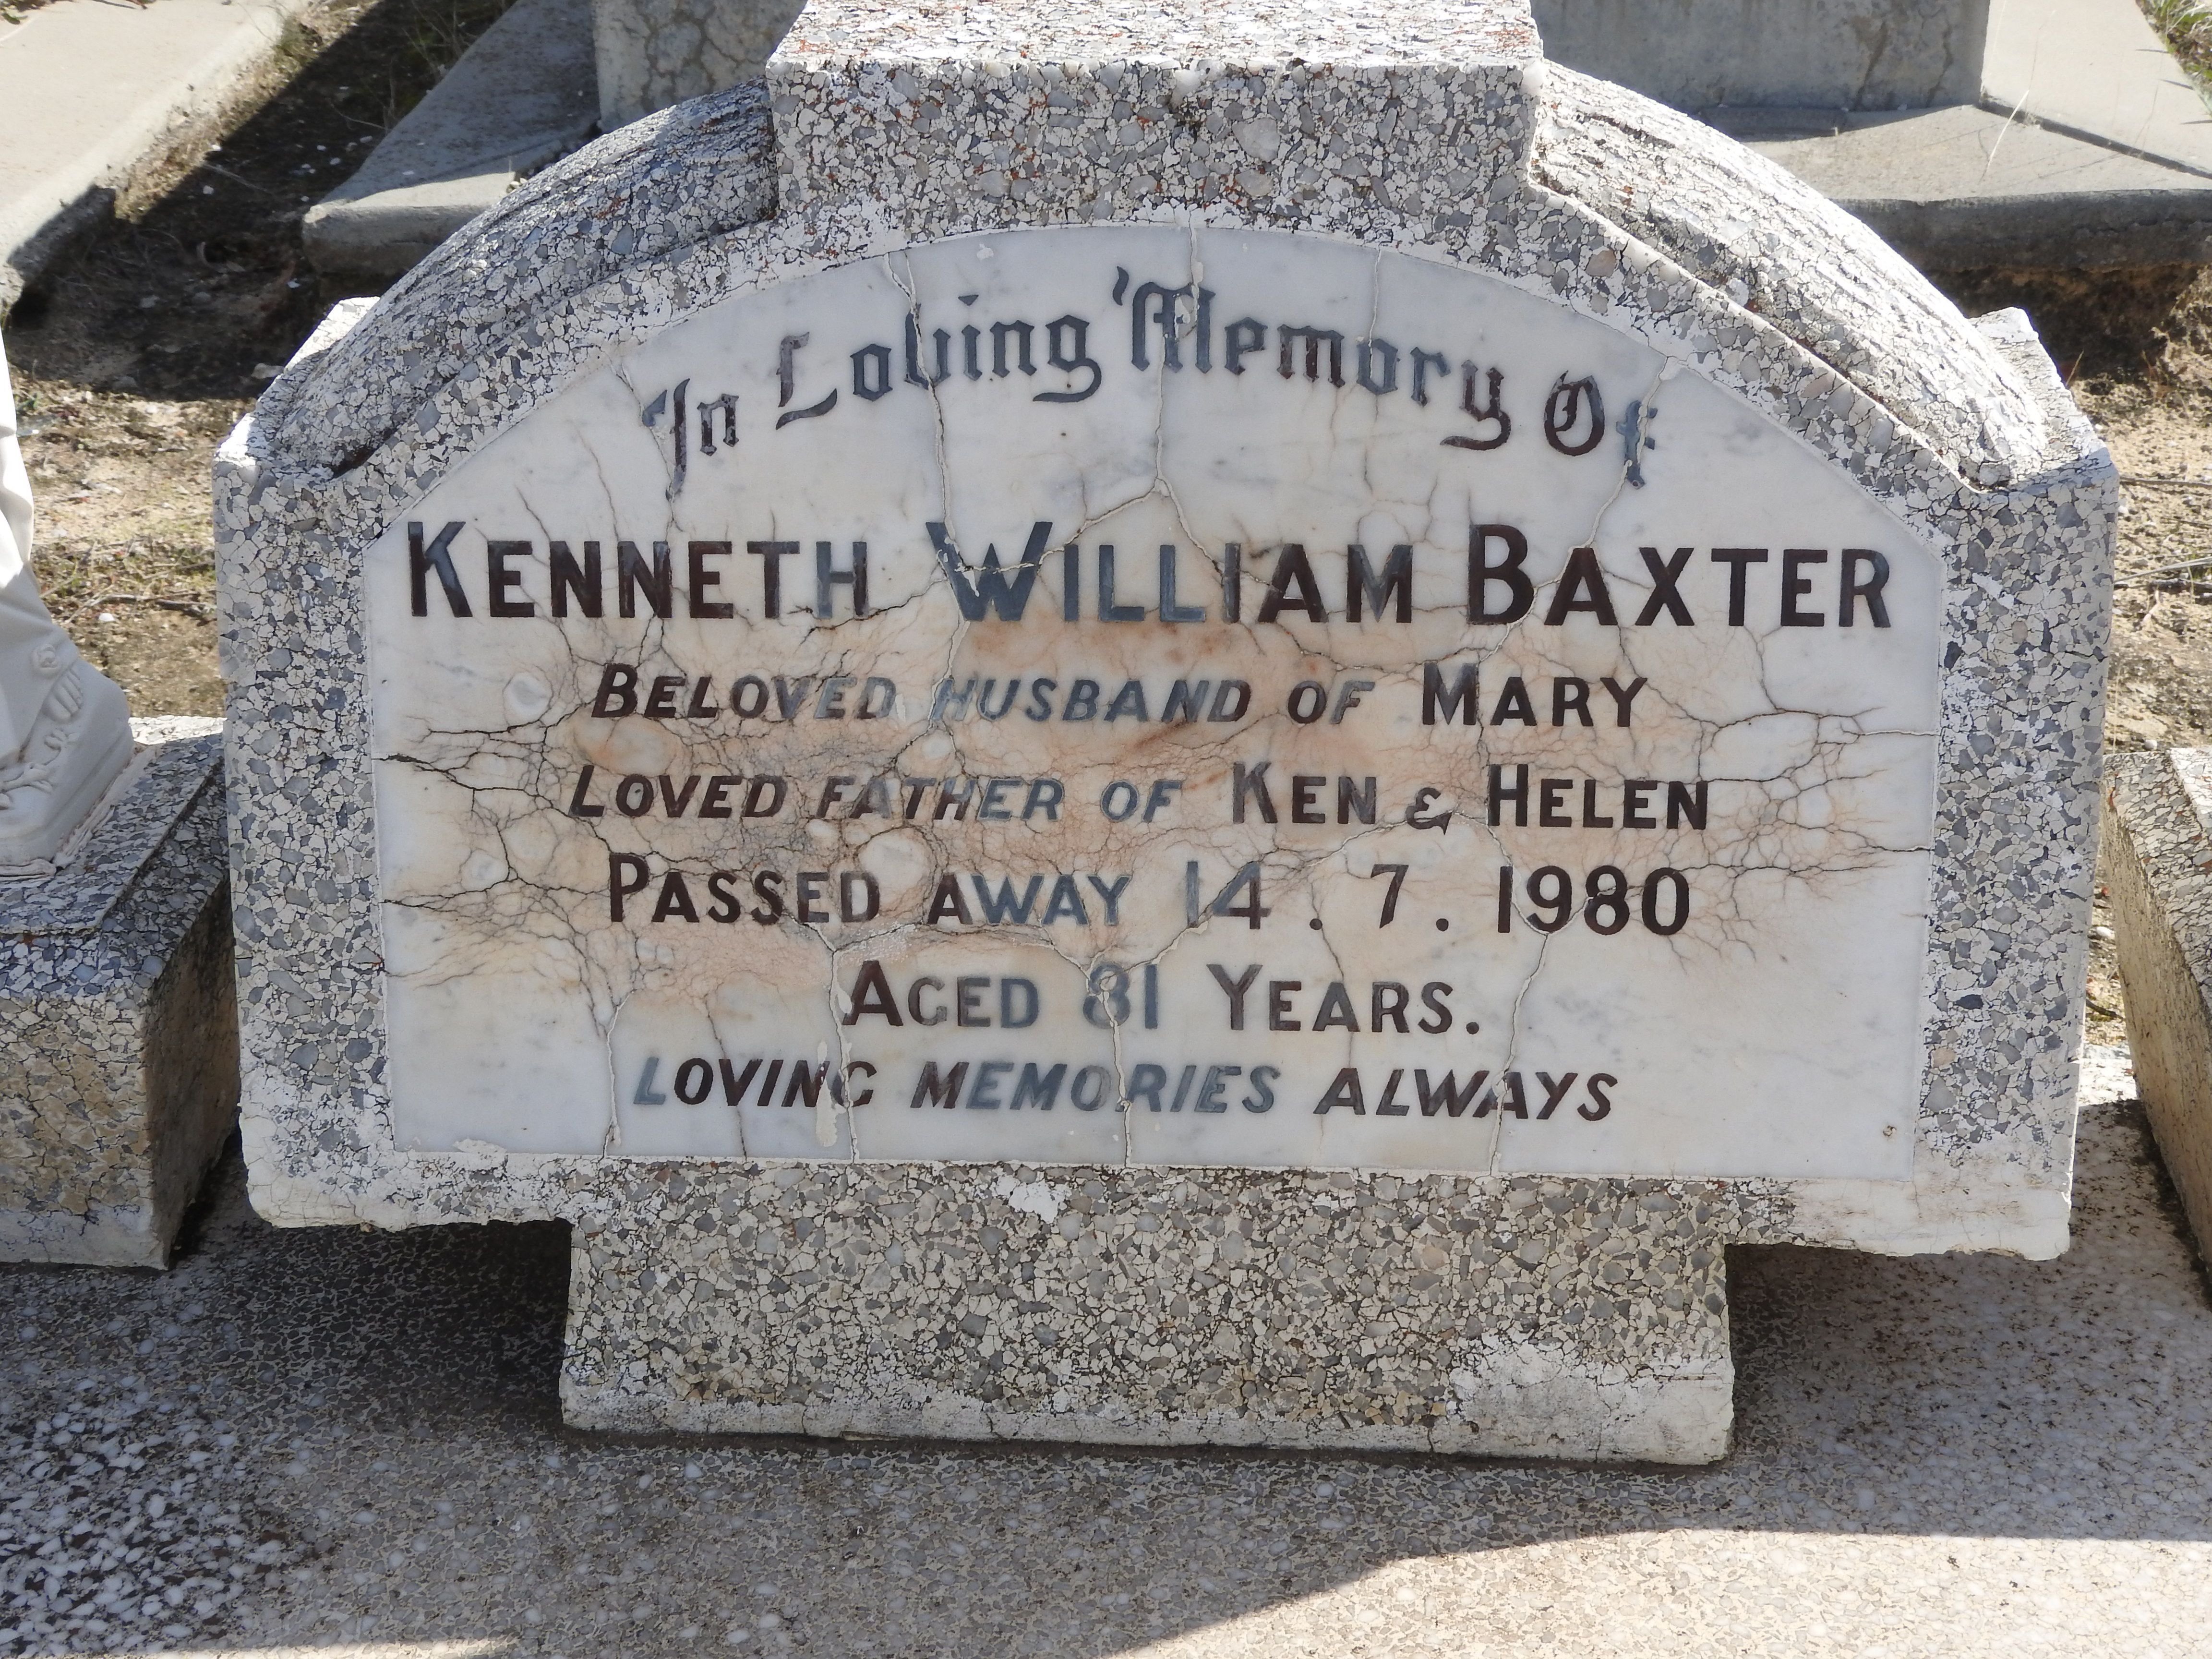 In Loving Memory Of
KENNETH WILLIAM BAXTER
BELOVED HUSBAND OF MARY
LOVED FATHER OF KEN & HELEN
PASSED AWAY 14 . 7 . 1980
AGED 81 YEARS.
LOVING MEMORIES ALWAYS